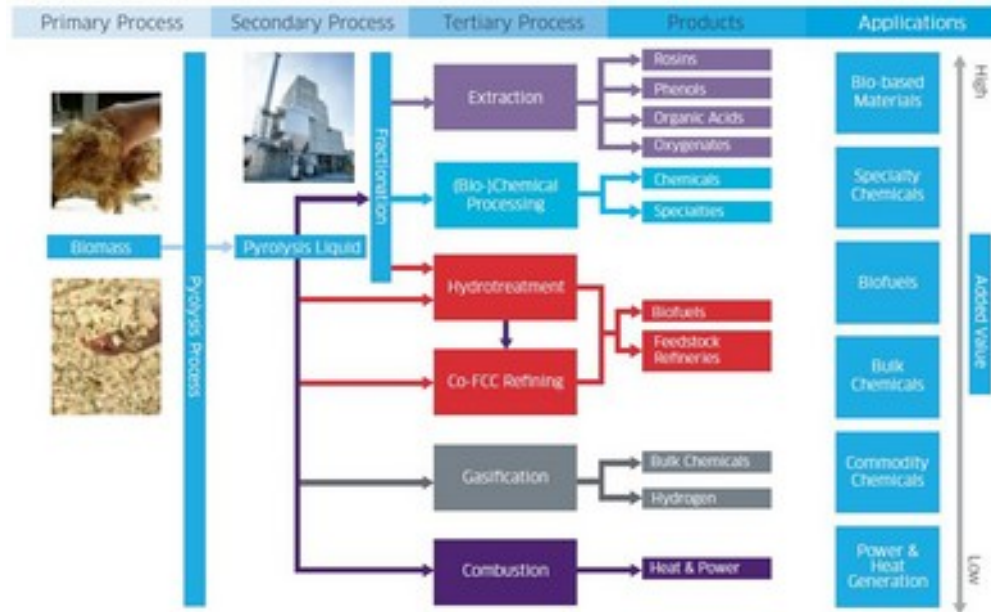 Primary Process
Secondary Process
Tertiary Process
Products
Applications
Biomass
Pyrolysis Process
Pyrolysis Liquid
Fractionation
Extraction
Rosins
Phenols
Organic Acids
Oxygenates
(Bio-)Chemical
Processing
Chemicals
Specialties
Hydrotreatment
Co-FCC Refining
Biofuels
Feedstock
Refineries
Gasification
Bulk Chemicals
Hydrogen
Combustion
Heat & Power
Bio-based
Materials
Specialty
Chemicals
Biofuels
Bulk
Chemicals
Commodity
Chemicals
Power &
Heat
Generation
High
Added Value
Low